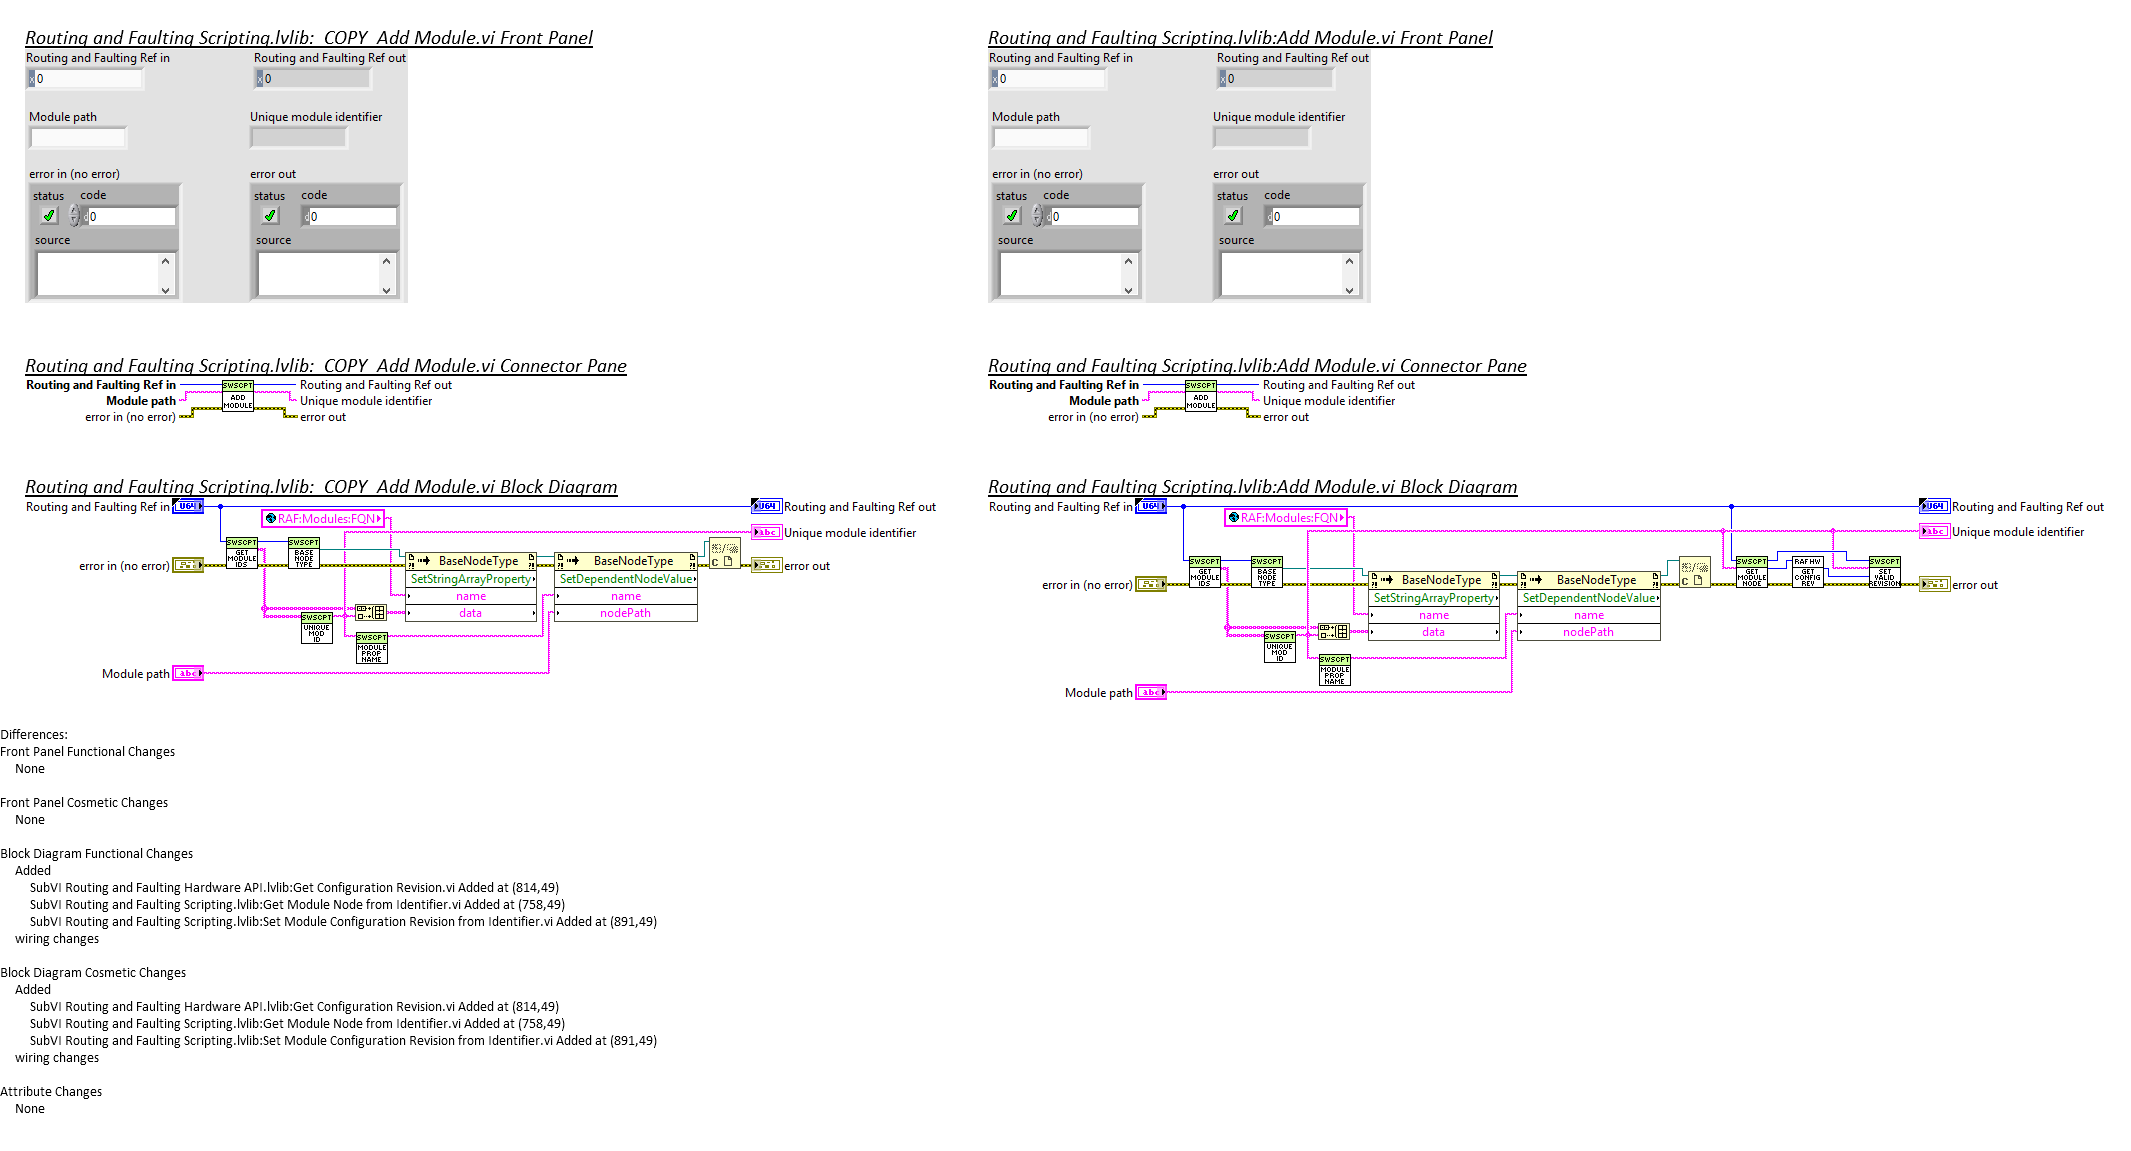 Routing and Faulting Scripting.lvlib:  COPY  Add Module.vi Front Panel
Routing and Faulting Ref in
Routing and Faulting Ref out
x 0
x 0
Module path
Unique module identifier
error in (no error)
error out
status code
status code
d 0
d 0
source
source
Routing and Faulting Scripting.lvlib:  COPY  Add Module.vi Connector Pane
Routing and Faulting Ref in
SWSCPT
Routing and Faulting Ref out
Module path
ADD
MODULE
Unique module identifier
error in (no error)
error out
Routing and Faulting Scripting.lvlib:  COPY  Add Module.vi Block Diagram
Routing and Faulting Ref in
U64
U64
Routing and Faulting Ref out
RAF:Modules:FQN
abc
Unique module identifier
SWSCPT
GET
MODULE
IDS
SWSCPT
BASE
NODE
TYPE
error in (no error)
BaseNodeType
SetStringArrayProperty
name
data
BaseNodeType
SetDependentNodeValue
name
nodePath
error out
SWSCPT
UNIQUE
MOD
ID
SWSCPT
MODULE
PROP
NAME
Module path
abc
Routing and Faulting Scripting.lvlib:Add Module.vi Front Panel
Routing and Faulting Ref in
Routing and Faulting Ref out
x 0
x 0
Module path
Unique module identifier
error in (no error)
error out
status code
status code
d 0
d 0
source
source
Routing and Faulting Scripting.lvlib:Add Module.vi Connector Pane
Routing and Faulting Ref in
SWSCPT
Routing and Faulting Ref out
Module path
ADD
MODULE
Unique module identifier
error in (no error)
error out
Routing and Faulting Scripting.lvlib:Add Module.vi Block Diagram
Routing and Faulting Ref in
U64
U64
Routing and Faulting Ref out
RAF:Modules:FQN
abc
Unique module identifier
SWSCPT
GET
MODULE
IDS
SWSCPT
BASE
NODE
TYPE
error in (no error)
BaseNodeType
SetStringArrayProperty
name
data
BaseNodeType
SetDependentNodeValue
name
nodePath
SWSCPT
GET
MODULE
NODE
RAF HW
GET
CONFIG
REV
SWSCPT
SET
VALID
REVISION
error out
SWSCPT
UNIQUE
MOD
ID
SWSCPT
MODULE
PROP
NAME
Module path
abc
Differences:
Front Panel Functional Changes
None
Front Panel Cosmetic Changes
None
Block Diagram Functional Changes
Added
SubVI Routing and Faulting Hardware API.lvlib:Get Configuration Revision.vi Added at (814,49)
SubVI Routing and Faulting Scripting.lvlib:Get Module Node from Identifier.vi Added at (758,49)
SubVI Routing and Faulting Scripting.lvlib:Set Module Configuration Revision from Identifier.vi Added at (891,49)
wiring changes
Block Diagram Cosmetic Changes
Added
SubVI Routing and Faulting Hardware API.lvlib:Get Configuration Revision.vi Added at (814,49)
SubVI Routing and Faulting Scripting.lvlib:Get Module Node from Identifier.vi Added at (758,49)
SubVI Routing and Faulting Scripting.lvlib:Set Module Configuration Revision from Identifier.vi Added at (891,49)
wiring changes
Attribute Changes
None